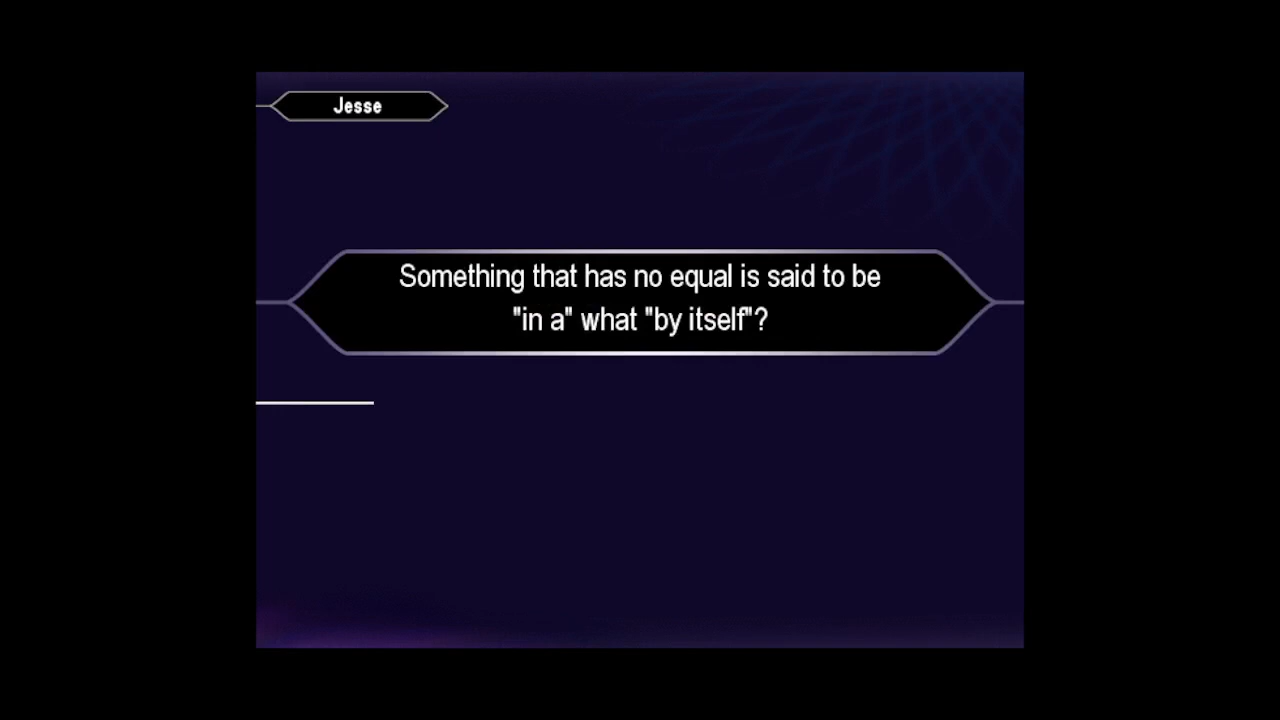 Jesse
Something that has no equal is said to be
"in a" what "by itself"?